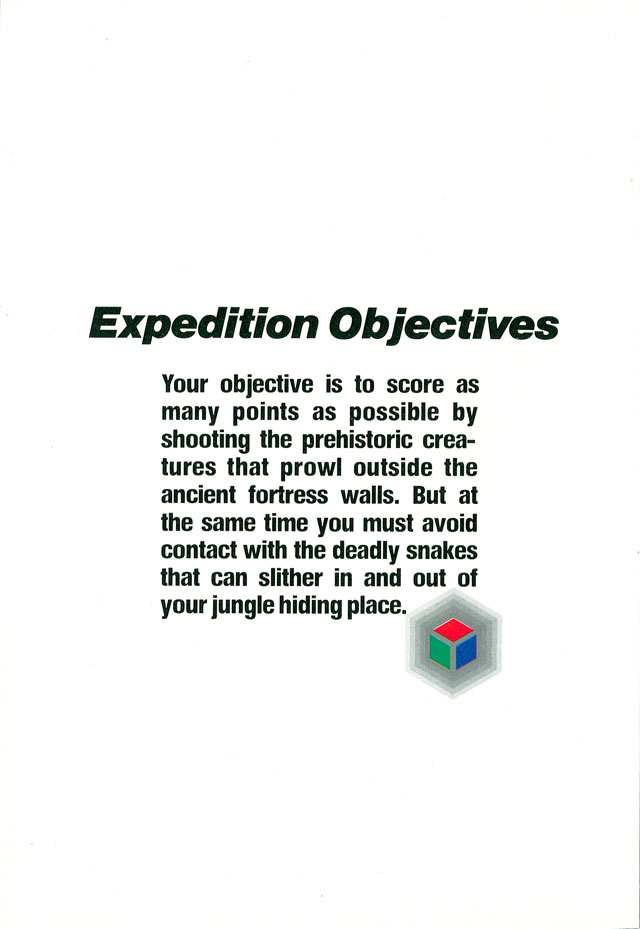 Expedition Objectives
Your objective is to score as
many points as possible by
shooting the prehistoric crea-
tures that prowl outside the
ancient fortress walls. But at
the same time you must avoid
contact with the deadly snakes
that can slither in and out of
your jungle hiding place.